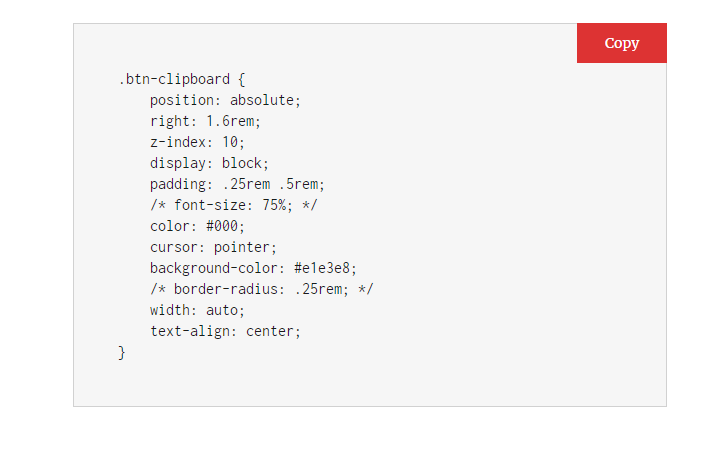 Copy
.btn-clipboard {
    position: absolute;
    right: 1.6rem;
    z-index: 10;
    display: block;
    padding: .25rem .5rem;
    /* font-size: 75%; */
    color: #000;
    cursor: pointer;
    background-color: #e1e3e8;
    /* border-radius: .25rem; */
    width: auto;
    text-align: center;
}